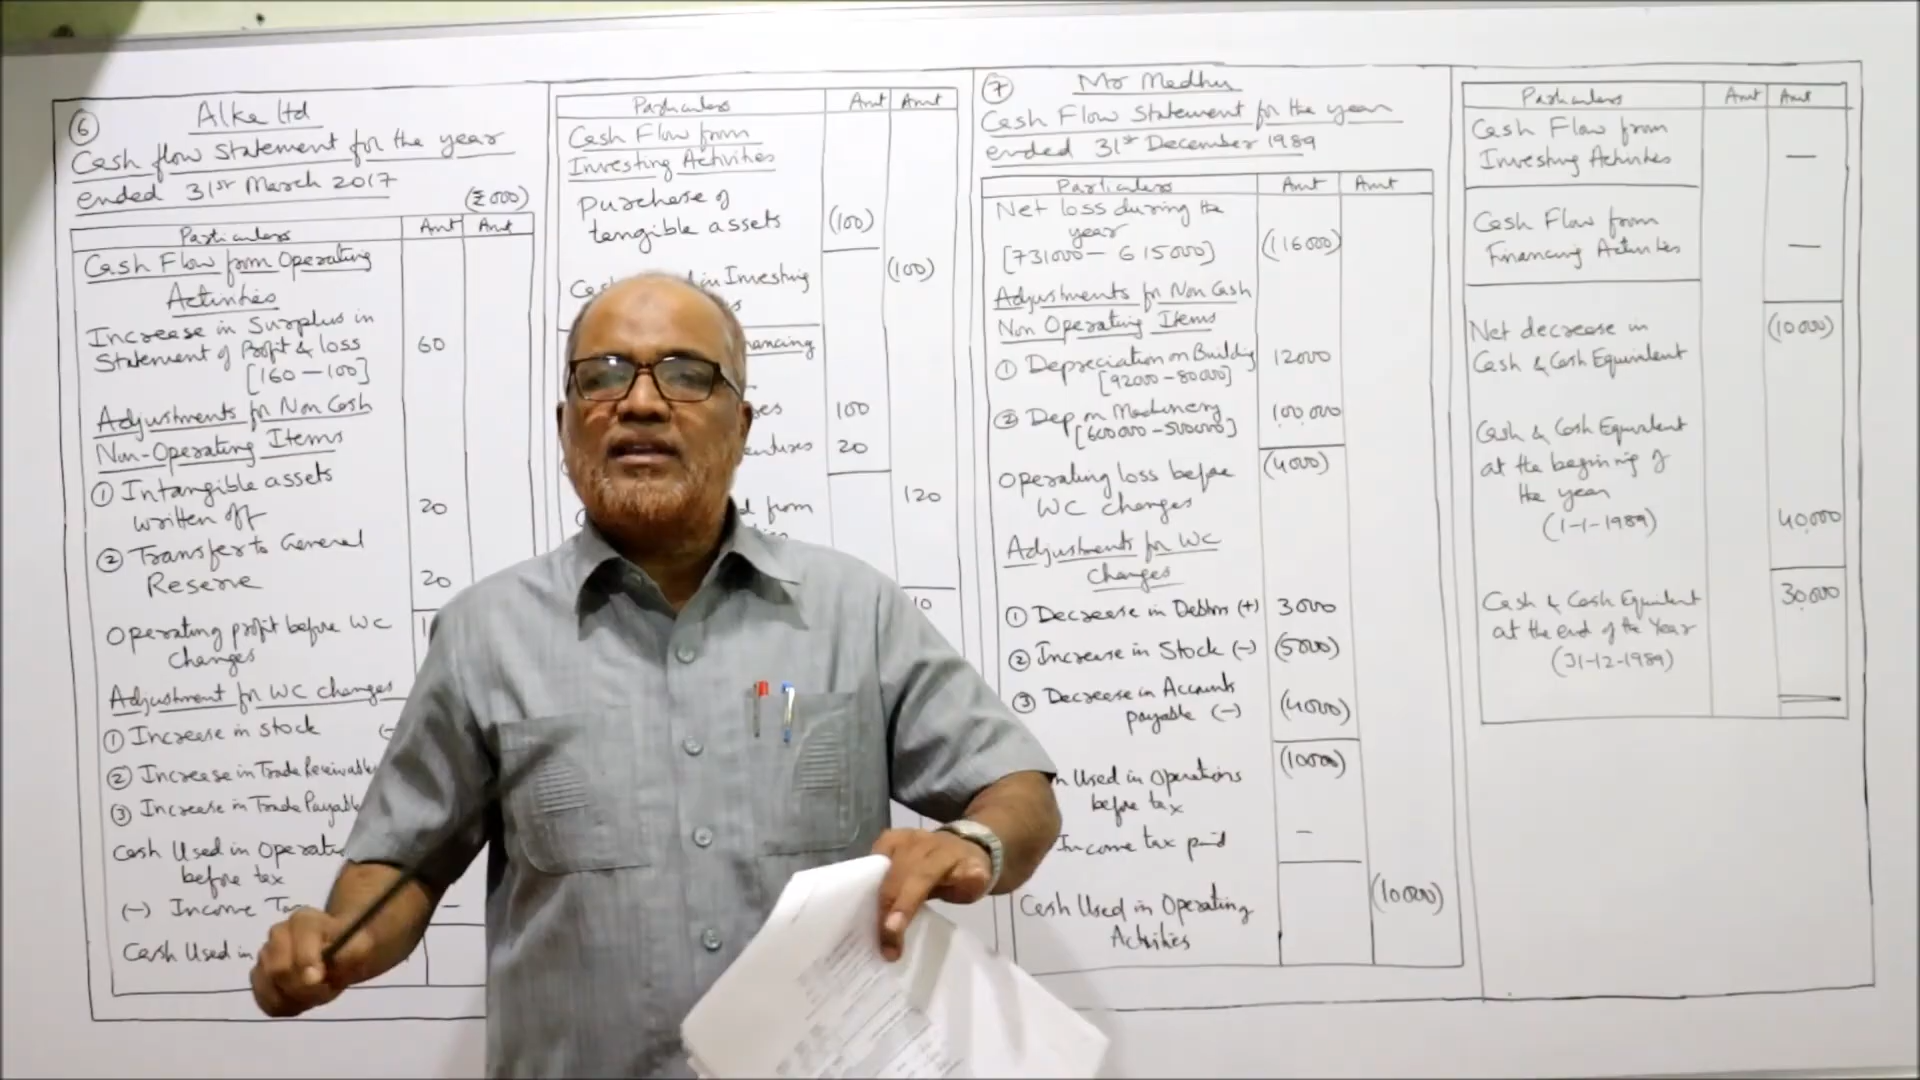 ⑥ Alka Ltd
Cash flow Statement for the year
ended 31st March 2017
(₹000)
Particulars Amt Amt
Cash Flow from Operating
Activities
Increase in Surplus in
Statement of Profit & loss 60
[160 – 100]
Adjustments for Non Cash
Non-Operating Items
① Intangible assets
written off 20
② Transfer to General
Reserve 20
Operating profit before WC
changes
Adjustment for WC changes
① Increase in stock
② Increase in Trade Receivable
③ Increase in Trade Payable
Cash Used in
before tax
(–) Income
Cash Used in
Particulars Amt Amt
Cash Flow from
Investing Activities
Purchase of
tangible assets (100)
(100)
in Investing
100
20
120
from
⑦ Mr Medhu
Cash Flow Statement for the year
ended 31st December 1989
Particulars Amt Amt
Net loss during the
year
[731000 – 615000] (116000)
Adjustments for Non Cash
Non Operating Items
① Depreciation on Building 12000
[92000 – 80000]
② Dep on Machinery 100,000
[600000 – 500000]
Operating loss before (4000)
WC changes
Adjustments for WC
Changes
① Decrease in Debtors (+) 3000
② Increase in Stock (–) (5000)
③ Decrease in Accounts
payable (–) (4000)
Used in Operations (10000)
before tax
Income tax paid –
Cash Used in Operating (10000)
Activities
Particulars Amt Amt
Cash Flow from
Investing Activities —
Cash Flow from
Financing Activities —
Net decrease in (10000)
Cash & Cash Equivalent
Cash & Cash Equivalent
at the beginning of
the year
(1-1-1989) 40,000
Cash & Cash Equivalent 30,000
at the end of the Year
(31-12-1989)